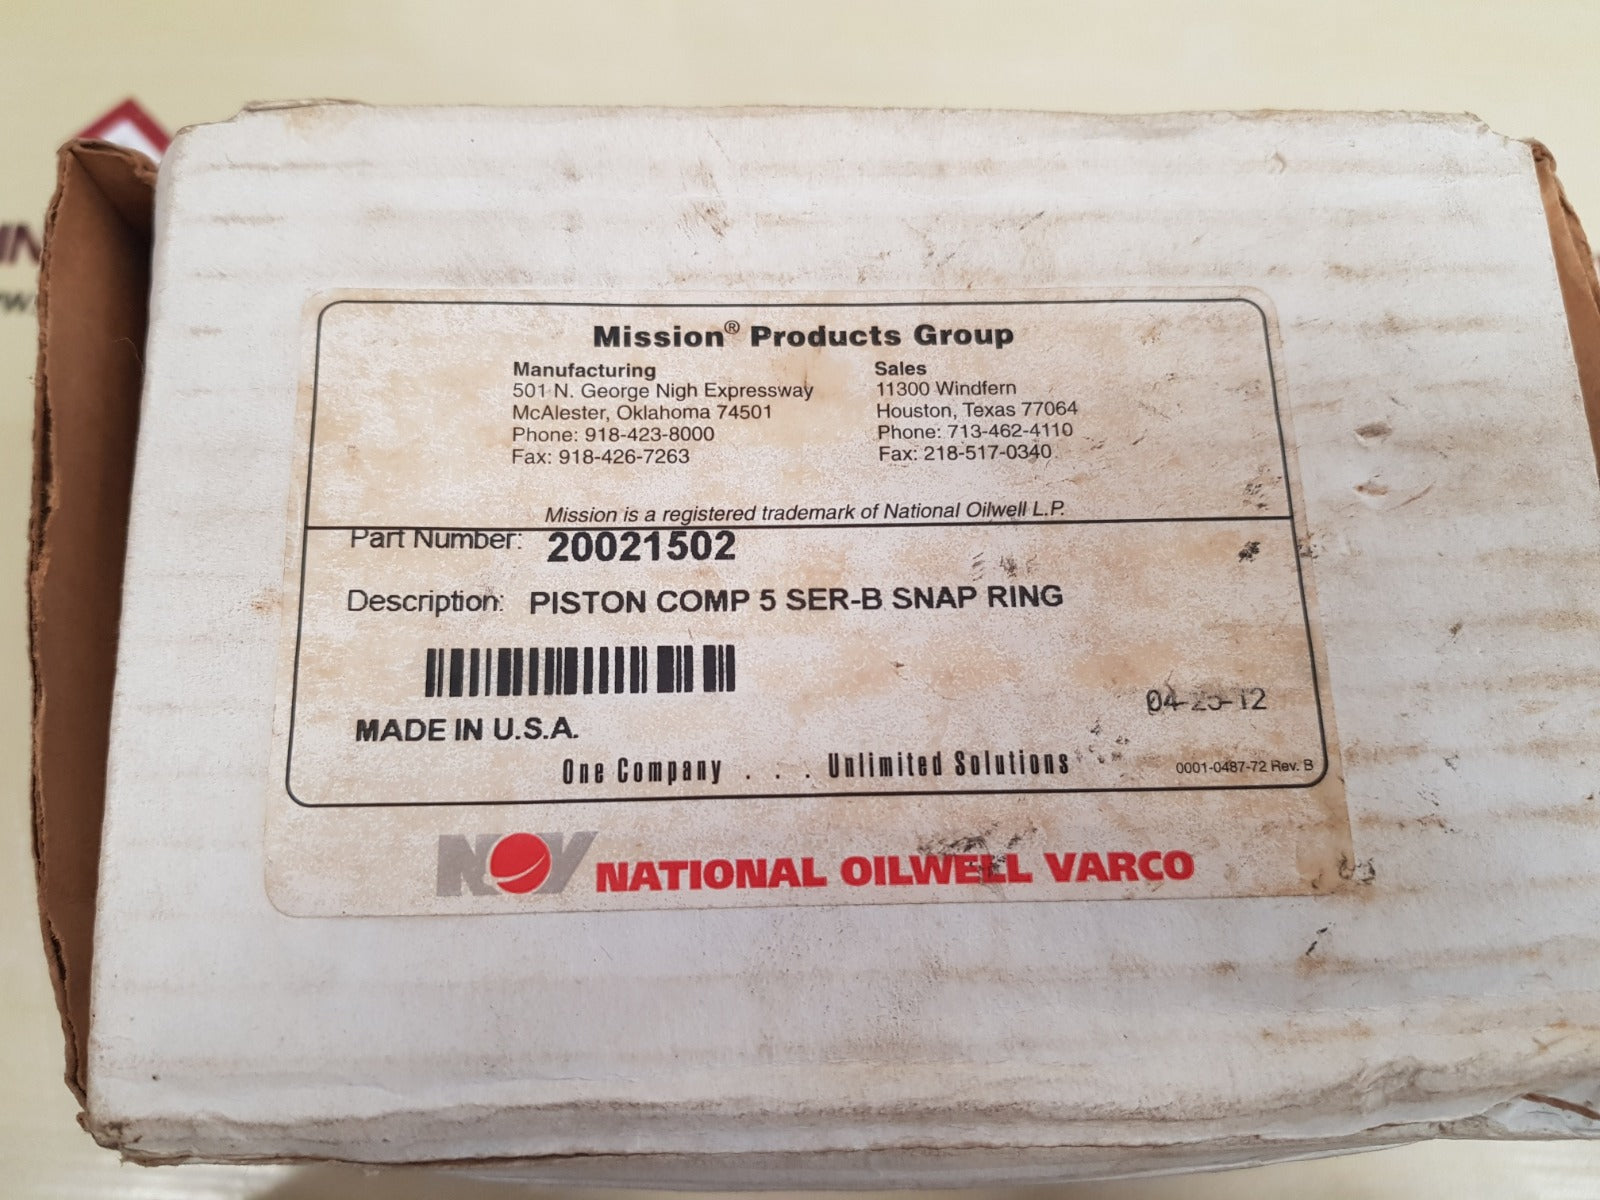 Mission® Products Group
Manufacturing
501 N. George Nigh Expressway
McAlester, Oklahoma 74501
Phone: 918-423-8000
Fax: 918-426-7263
Sales
11300 Windfern
Houston, Texas 77064
Phone: 713-462-4110
Fax: 218-517-0340
Mission is a registered trademark of National Oilwell L.P.
Part Number: 20021502
Description: PISTON COMP 5 SER-B SNAP RING
04-25-12
MADE IN U.S.A.
One Company . . . Unlimited Solutions
0001-0487-72 Rev. B
NOV NATIONAL OILWELL VARCO